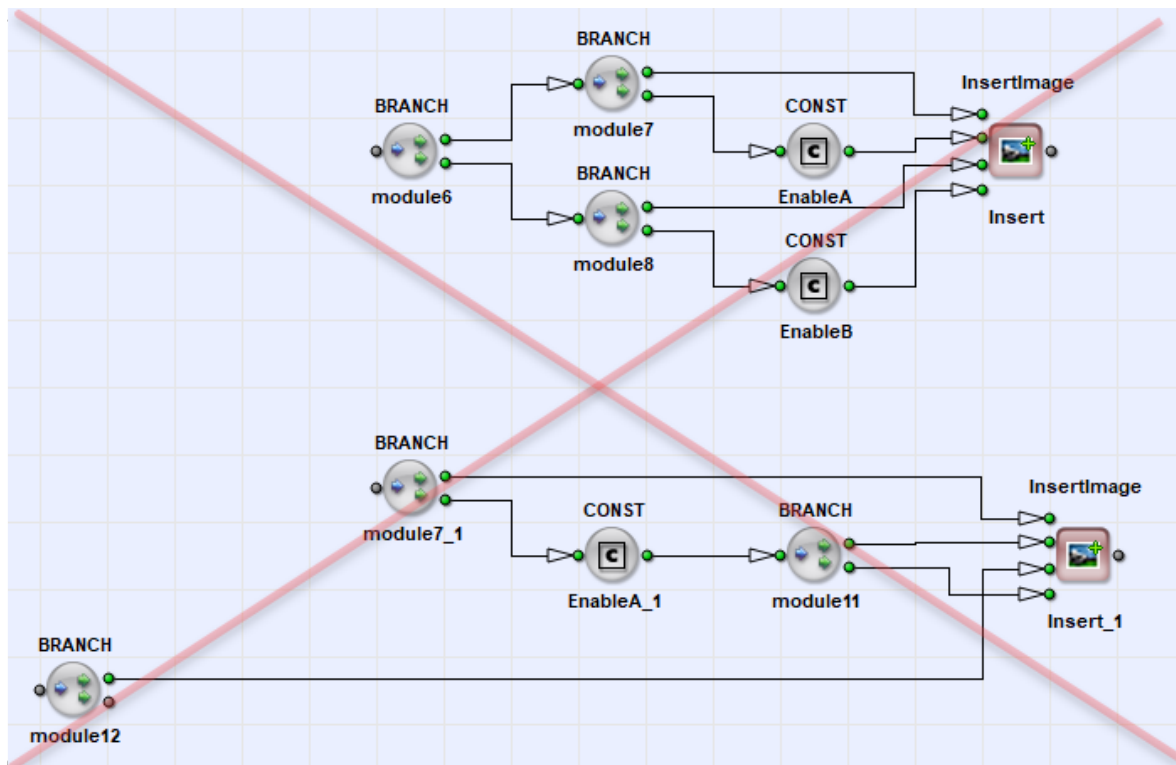 BRANCH
InsertImage
BRANCH
module7
CONST
C
module6
BRANCH
EnableA
Insert
module8
CONST
C
EnableB
BRANCH
module7_1
InsertImage
CONST
BRANCH
C
EnableA_1
module11
Insert_1
BRANCH
module12